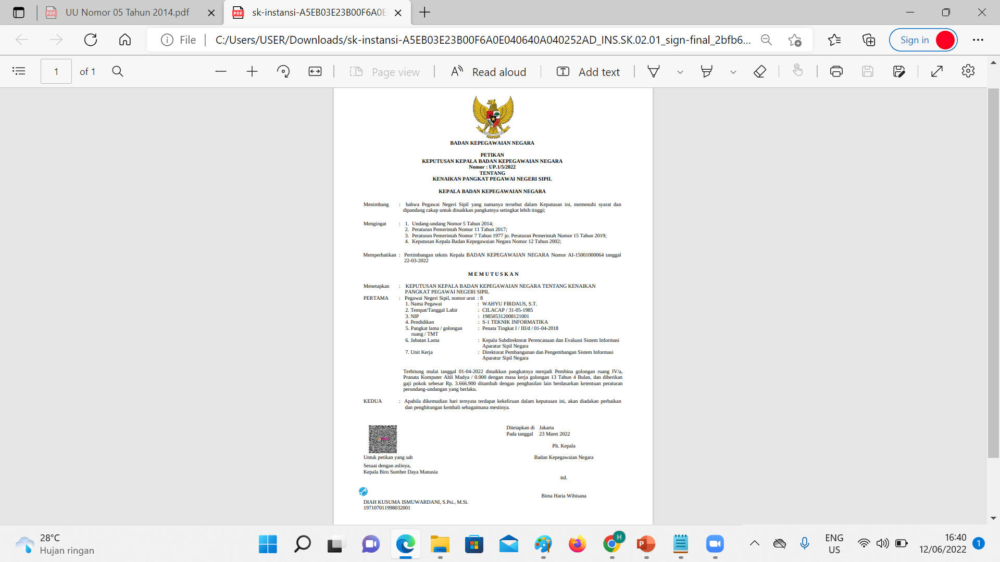 UU Nomor 05 Tahun 2014.pdf
sk-instansi-A5EB03E23B00F6A0E
File
C:/Users/USER/Downloads/sk-instansi-A5EB03E23B00F6A0E040640A040252AD_INS.SK.02.01_sign-final_2bfb6...
Sign in
1 of 1
Page view
Read aloud
Add text
BADAN KEPEGAWAIAN NEGARA
PETIKAN
KEPUTUSAN KEPALA BADAN KEPEGAWAIAN NEGARA
Nomor : UP.1/5/2022
TENTANG
KENAIKAN PANGKAT PEGAWAI NEGERI SIPIL
KEPALA BADAN KEPEGAWAIAN NEGARA
Menimbang : bahwa Pegawai Negeri Sipil yang namanya tersebut dalam Keputusan ini, memenuhi syarat dan
dipandang cakap untuk dinaikkan pangkatnya setingkat lebih tinggi;
Mengingat : 1. Undang-undang Nomor 5 Tahun 2014;
2. Peraturan Pemerintah Nomor 11 Tahun 2017;
3. Peraturan Pemerintah Nomor 7 Tahun 1977 jo. Peraturan Pemerintah Nomor 15 Tahun 2019;
4. Keputusan Kepala Badan Kepegawaian Negara Nomor 12 Tahun 2002;
Memperhatikan : Pertimbangan teknis Kepala BADAN KEPEGAWAIAN NEGARA Nomor AI-15001000064 tanggal
22-03-2022
M E M U T U S K A N
Menetapkan : KEPUTUSAN KEPALA BADAN KEPEGAWAIAN NEGARA TENTANG KENAIKAN
PANGKAT PEGAWAI NEGERI SIPIL
PERTAMA : Pegawai Negeri Sipil, nomor urut : 8
1. Nama Pegawai : WAHYU FIRDAUS, S.T.
2. Tempat/Tanggal Lahir : CILACAP / 31-05-1985
3. NIP : 198505312008121001
4. Pendidikan : S-1 TEKNIK INFORMATIKA
5. Pangkat lama / golongan : Penata Tingkat I / III/d / 01-04-2018
ruang / TMT
6. Jabatan Lama : Kepala Subdirektorat Perencanaan dan Evaluasi Sistem Informasi
Aparatur Sipil Negara
7. Unit Kerja : Direktorat Pembangunan dan Pengembangan Sistem Informasi
Aparatur Sipil Negara
Terhitung mulai tanggal 01-04-2022 dinaikkan pangkatnya menjadi Pembina golongan ruang IV/a,
Pranata Komputer Ahli Madya / 0.000 dengan masa kerja golongan 13 Tahun 4 Bulan, dan diberikan
gaji pokok sebesar Rp. 3.666.900 ditambah dengan penghasilan lain berdasarkan ketentuan peraturan
perundang-undangan yang berlaku.
KEDUA : Apabila dikemudian hari ternyata terdapat kekeliruan dalam keputusan ini, akan diadakan perbaikan
dan penghitungan kembali sebagaimana mestinya.
Ditetapkan di Jakarta
Pada tanggal 23 Maret 2022
Plt. Kepala
Badan Kepegawaian Negara
ttd.
Bima Haria Wibisana
Untuk petikan yang sah
Sesuai dengan aslinya,
Kepala Biro Sumber Daya Manusia
DIAH KUSUMA ISMUWARDANI, S.Psi., M.Si.
197107011998032001
28°C
Hujan ringan
ENG
US
16:40
12/06/2022
1